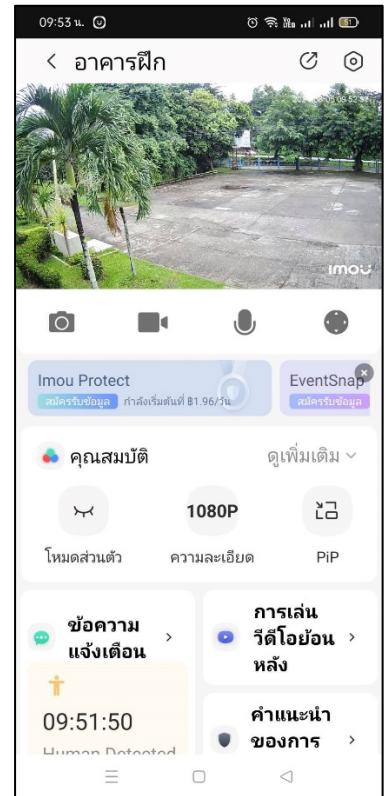 09:53 น.
51
อาคารฝึก
imou
Imou Protect
สมัครรับข้อมูล กำลังเริ่มต้นที่ ฿1.96/วัน
EventSnap
สมัครรับข้อมูล
คุณสมบัติ
ดูเพิ่มเติม
1080P
โหมดส่วนตัว
ความละเอียด
PiP
ข้อความ
แจ้งเตือน
การเล่น
วีดีโอย้อน
หลัง
09:51:50
Human Detected
คำแนะนำ
ของการ